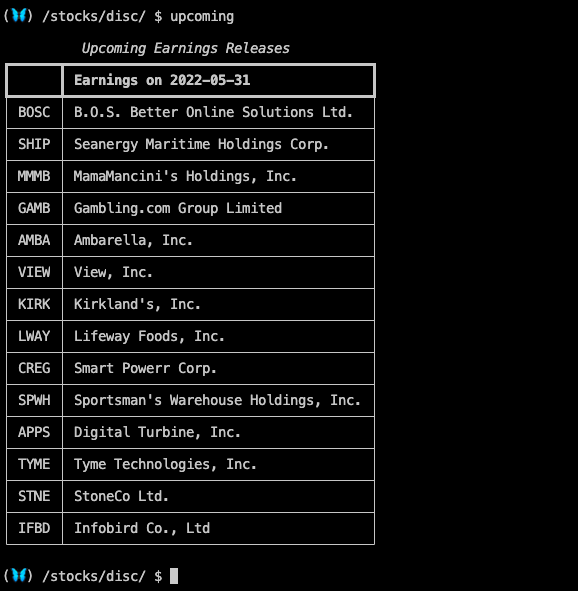 (🦋) /stocks/disc/ $ upcoming
Upcoming Earnings Releases
Earnings on 2022-05-31
BOSC B.O.S. Better Online Solutions Ltd.
SHIP Seanergy Maritime Holdings Corp.
MMMB MamaMancini's Holdings, Inc.
GAMB Gambling.com Group Limited
AMBA Ambarella, Inc.
VIEW View, Inc.
KIRK Kirkland's, Inc.
LWAY Lifeway Foods, Inc.
CREG Smart Powerr Corp.
SPWH Sportsman's Warehouse Holdings, Inc.
APPS Digital Turbine, Inc.
TYME Tyme Technologies, Inc.
STNE StoneCo Ltd.
IFBD Infobird Co., Ltd
(🦋) /stocks/disc/ $